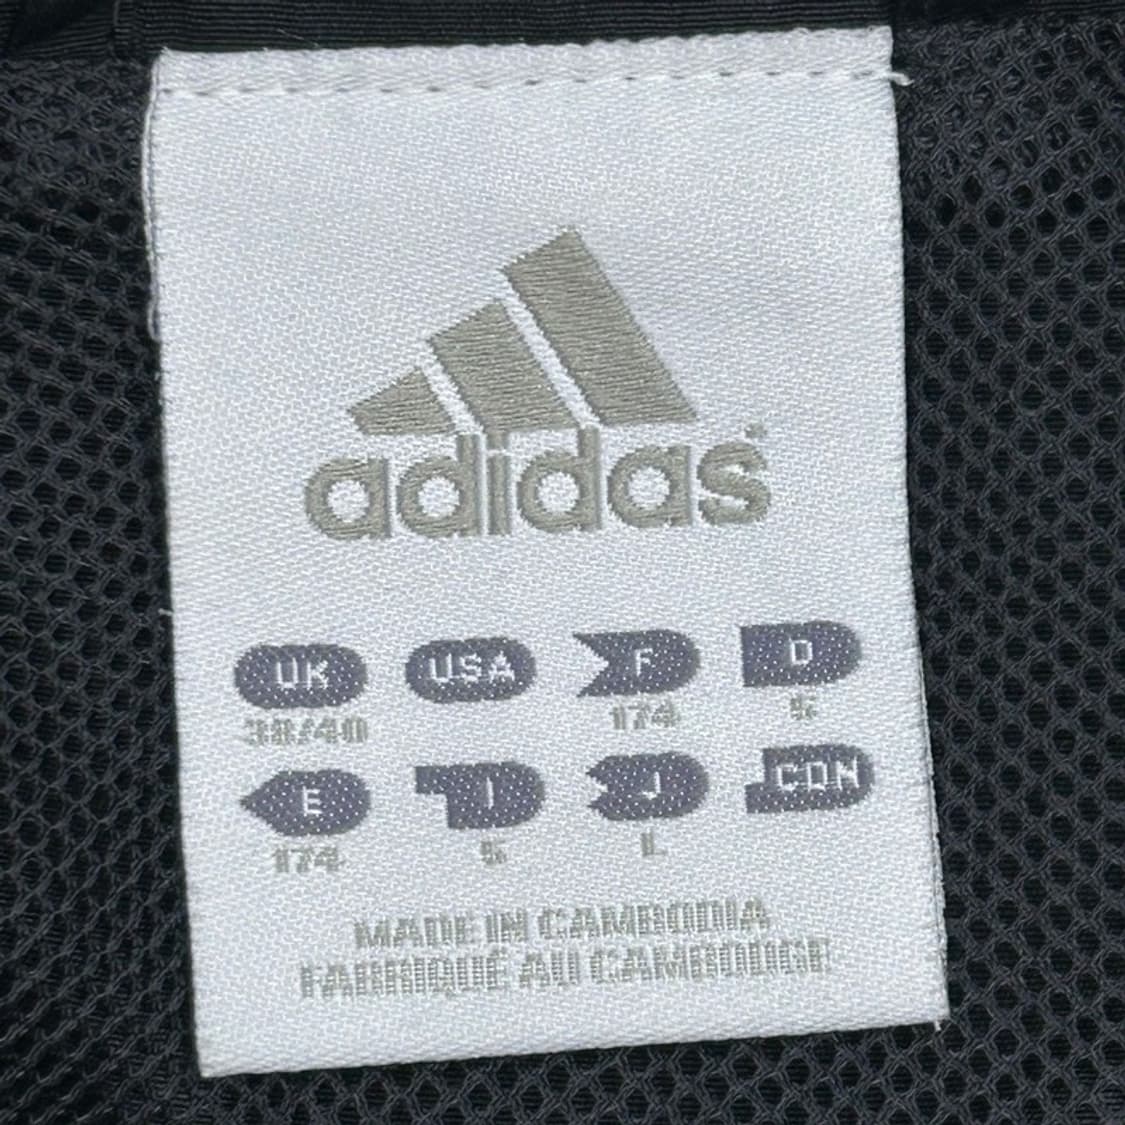 adidas
UK USA F D
38/40 174 5
E I J CDN
174 5 L
MADE IN CAMBODIA
FABRIQUÉ AU CAMBODGE